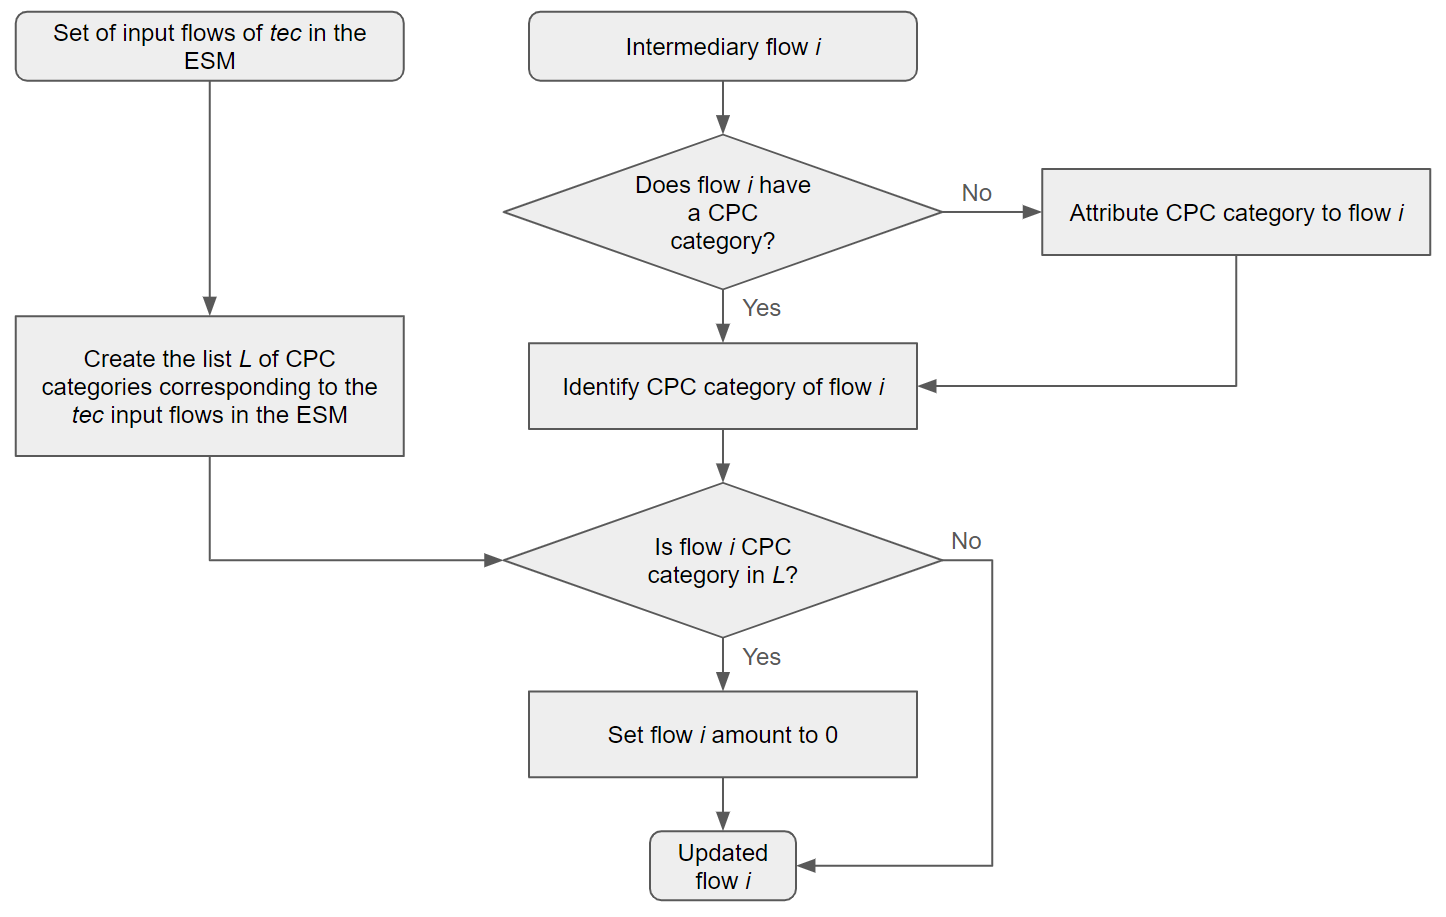 Set of input flows of tec in the
ESM
Intermediary flow i
Does flow i have
a CPC
category?
No
Attribute CPC category to flow i
Yes
Create the list L of CPC
categories corresponding to the
tec input flows in the ESM
Identify CPC category of flow i
Is flow i CPC
category in L?
No
Yes
Set flow i amount to 0
Updated
flow i